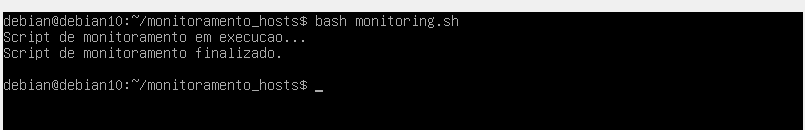 debian@debian10:~/monitoramento_hosts$ bash monitoring.sh
Script de monitoramento em execucao...
Script de monitoramento finalizado.
debian@debian10:~/monitoramento_hosts$ _